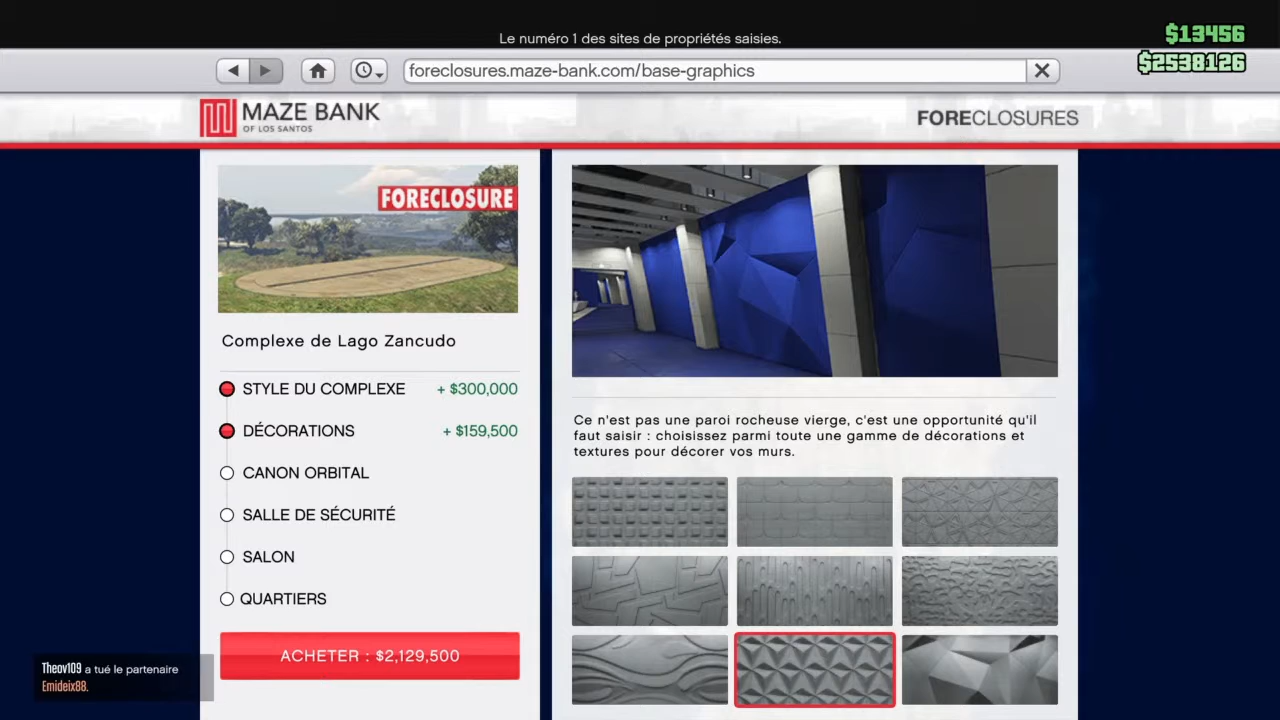 Le numéro 1 des sites de propriétés saisies.
$13456
$2538126
foreclosures.maze-bank.com/base-graphics
MAZE BANK
OF LOS SANTOS
FORECLOSURES
FORECLOSURE
Complexe de Lago Zancudo
STYLE DU COMPLEXE + $300,000
DÉCORATIONS + $159,500
CANON ORBITAL
SALLE DE SÉCURITÉ
SALON
QUARTIERS
ACHETER : $2,129,500
Ce n'est pas une paroi rocheuse vierge, c'est une opportunité qu'il
faut saisir : choisissez parmi toute une gamme de décorations et
textures pour décorer vos murs.
Theov109 a tué le partenaire
Emideix88.